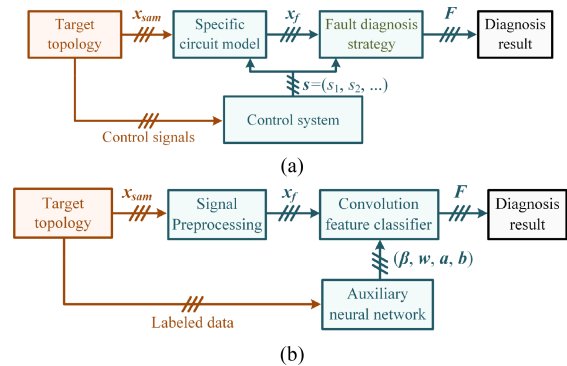 Target
topology
x_sam
Specific
circuit model
x_f
Fault diagnosis
strategy
F
Diagnosis
result
s=(s₁, s₂, ...)
Control system
Control signals
(a)
Target
topology
x_sam
Signal
Preprocessing
x_f
Convolution
feature classifier
F
Diagnosis
result
(β, w, a, b)
Auxiliary
neural network
Labeled data
(b)